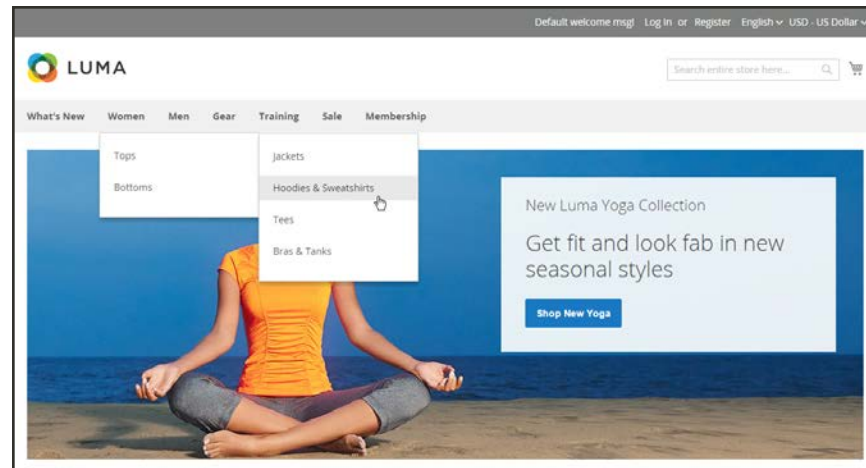 Default welcome msg! Log In or Register English USD - US Dollar
LUMA
Search entire store here...
What's New Women Men Gear Training Sale Membership
Tops
Bottoms
Jackets
Hoodies & Sweatshirts
Tees
Bras & Tanks
New Luma Yoga Collection
Get fit and look fab in new
seasonal styles
Shop New Yoga